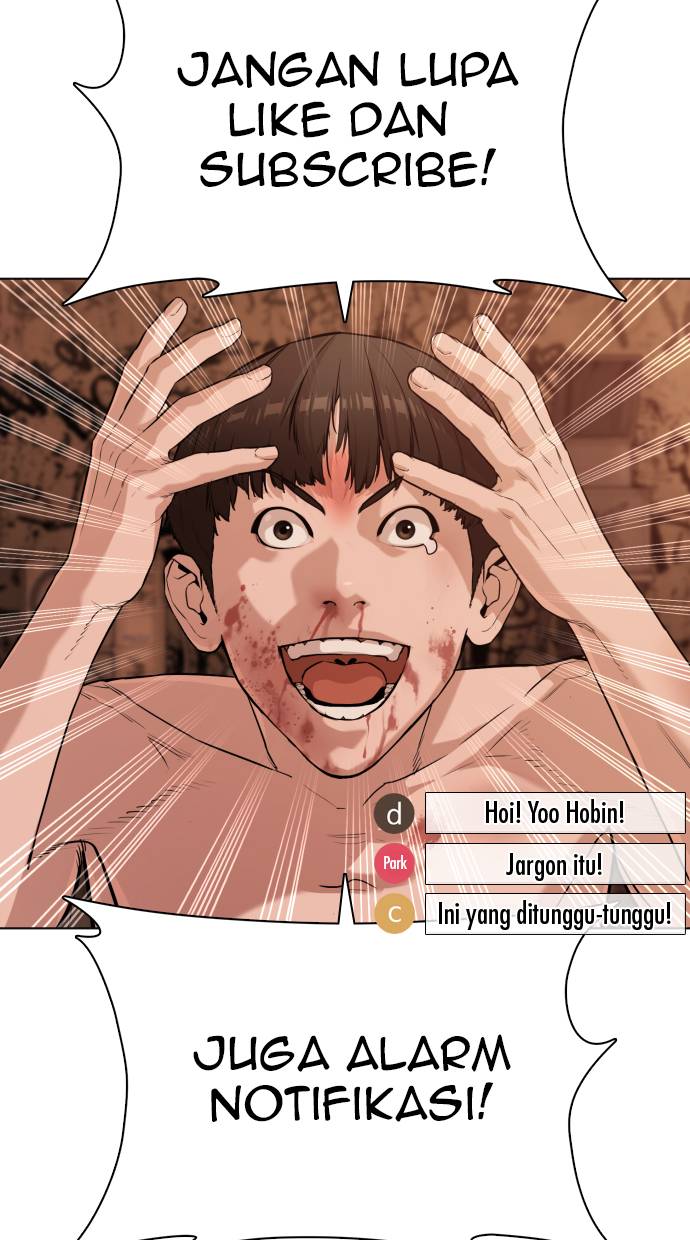 JANGAN LUPA
LIKE DAN
SUBSCRIBE!
d Hoi! Yoo Hobin!
Park Jargon itu!
C Ini yang ditunggu-tunggu!
JUGA ALARM
NOTIFIKASI!